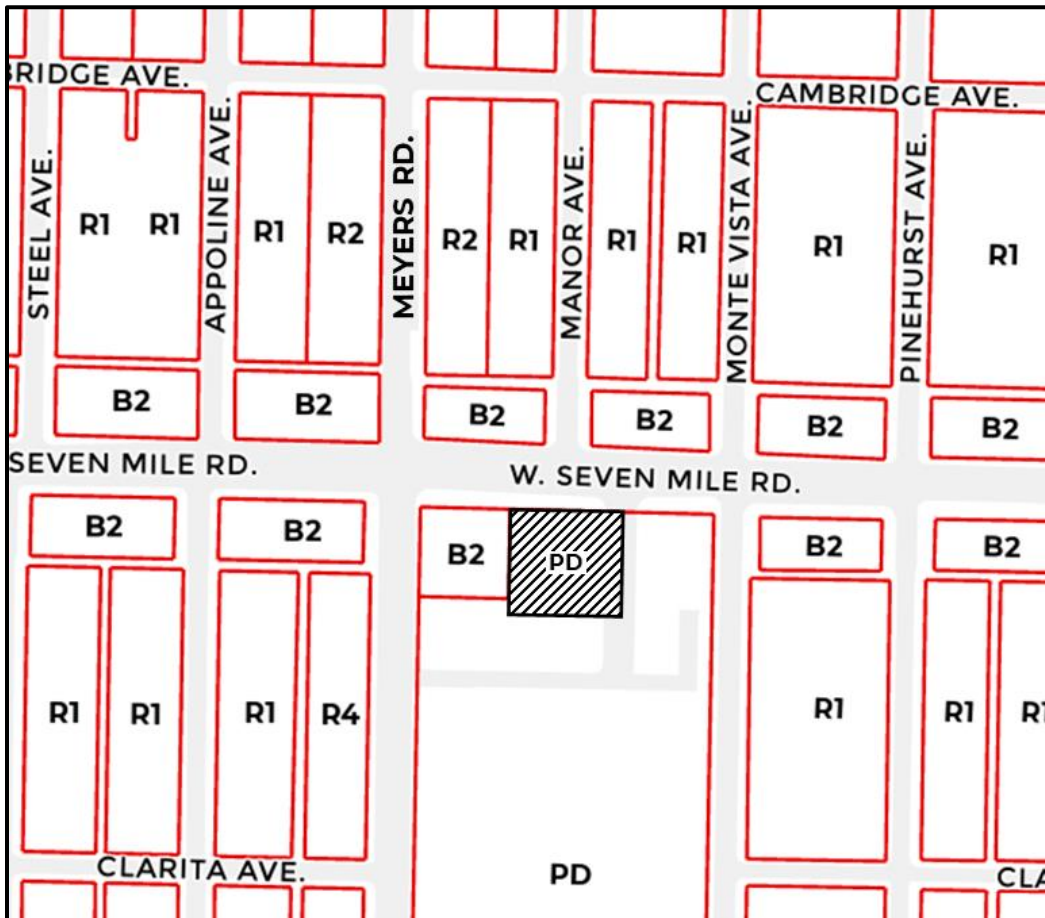 BRIDGE AVE.
CAMBRIDGE AVE.
STEEL AVE.
APPOLINE AVE.
MEYERS RD.
MANOR AVE.
MONTE VISTA AVE.
PINEHURST AVE.
R1
R1
R1
R2
R2
R1
R1
R1
R1
R1
B2
B2
B2
B2
B2
B2
SEVEN MILE RD.
W. SEVEN MILE RD.
B2
B2
B2
PD
B2
B2
R1
R1
R1
R4
R1
R1
R1
CLARITA AVE.
PD
CLA